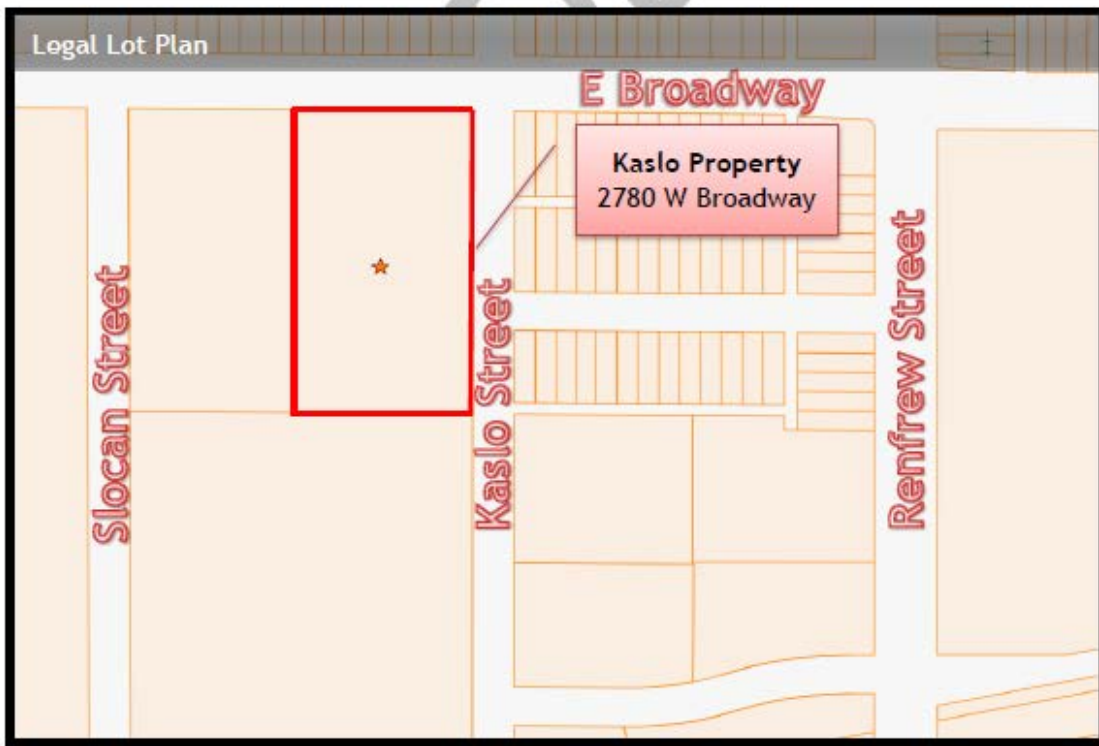 Legal Lot Plan
E Broadway
Kaslo Property
2780 W Broadway
Slocan Street
Kaslo Street
Renfrew Street